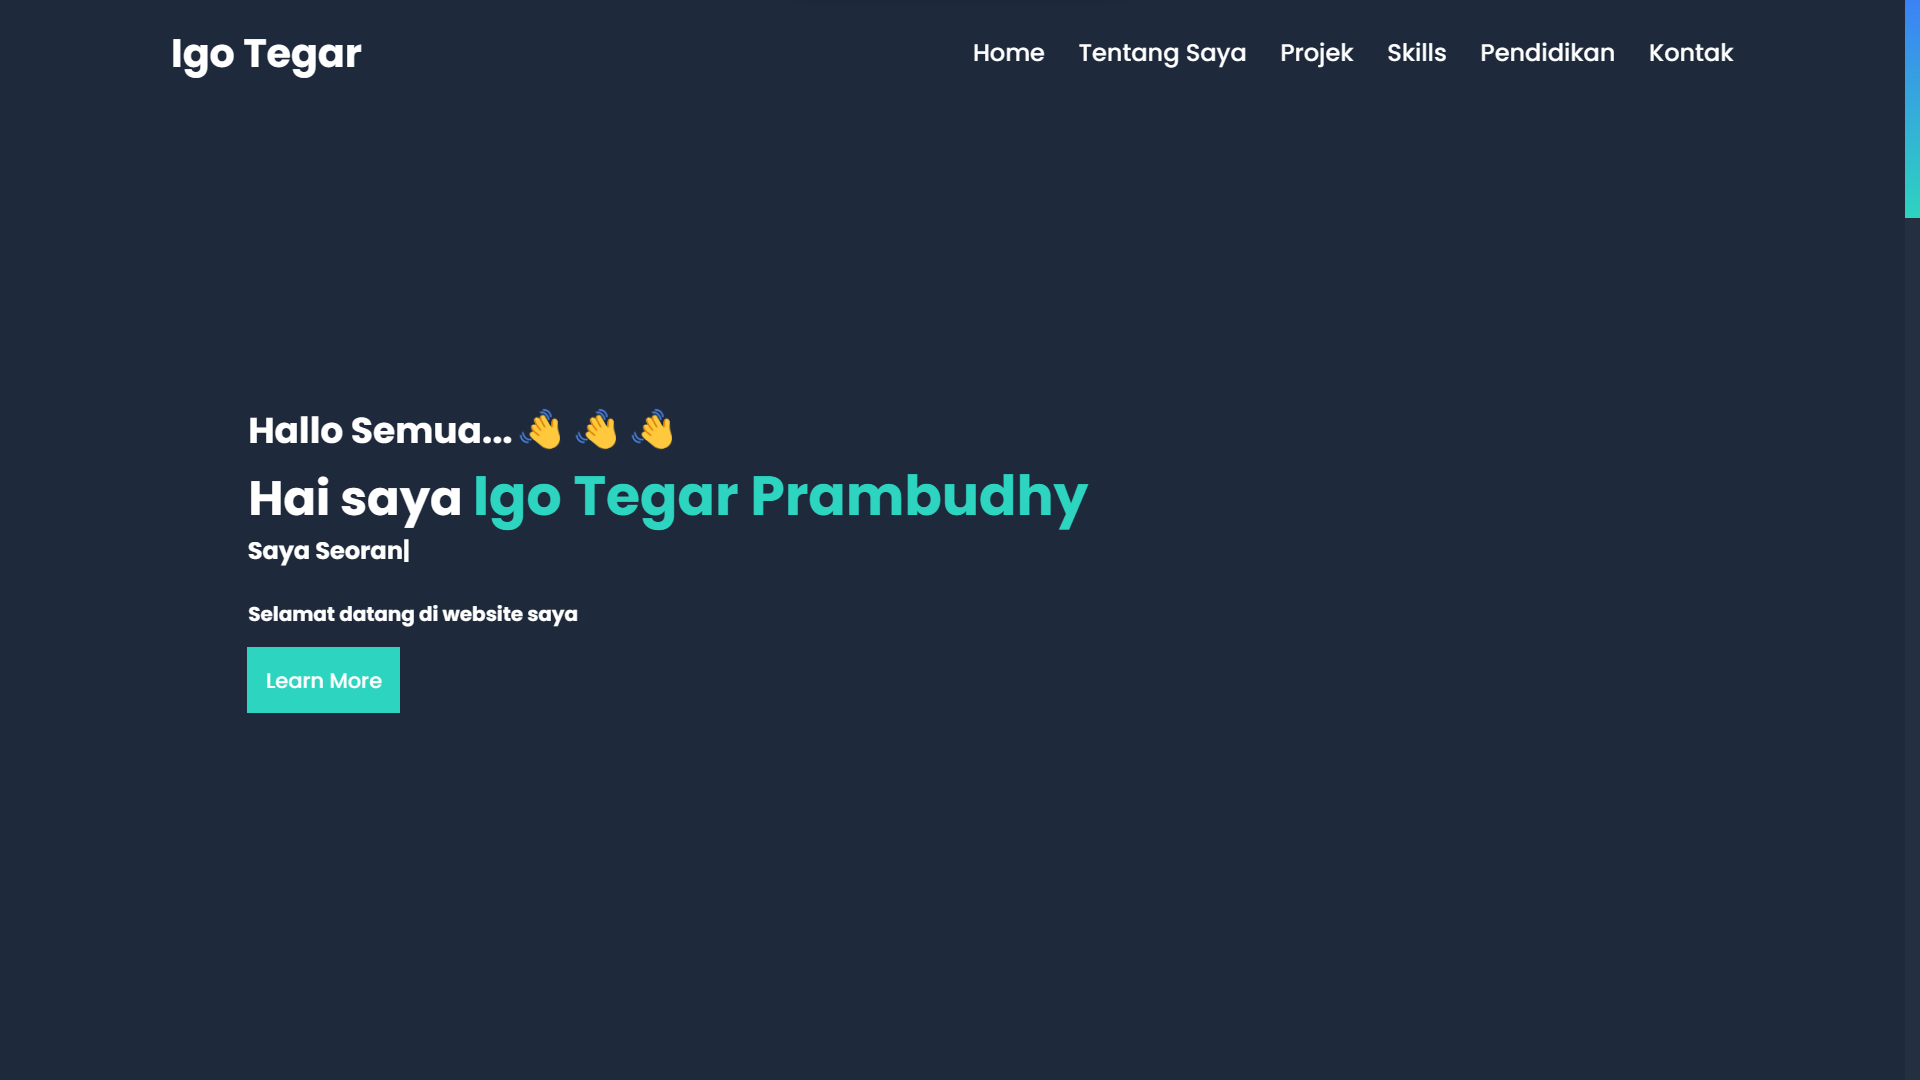 Igo Tegar
Home Tentang Saya Projek Skills Pendidikan Kontak
Hallo Semua... 👋 👋 👋
Hai saya Igo Tegar Prambudhy
Saya Seoran|
Selamat datang di website saya
Learn More